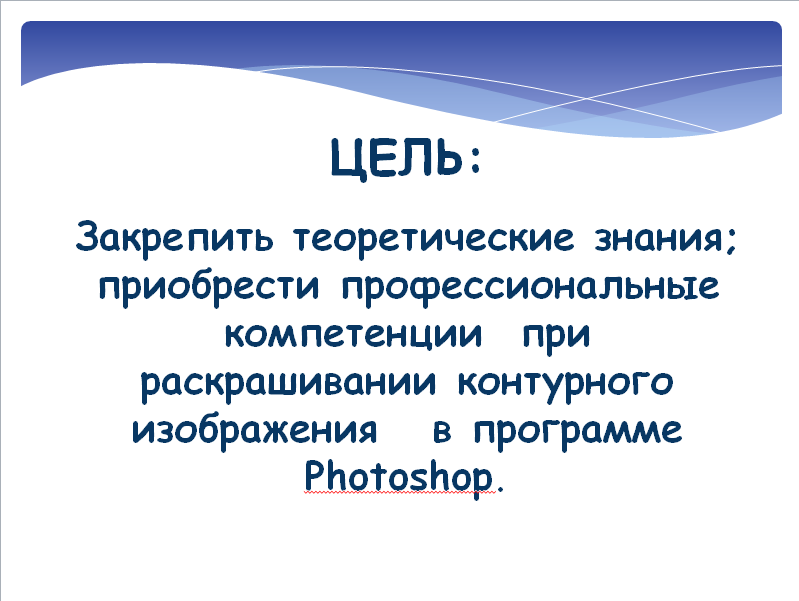 ЦЕЛЬ:
Закрепить теоретические знания;
приобрести профессиональные
компетенции при
раскрашивании контурного
изображения в программе
Photoshop.